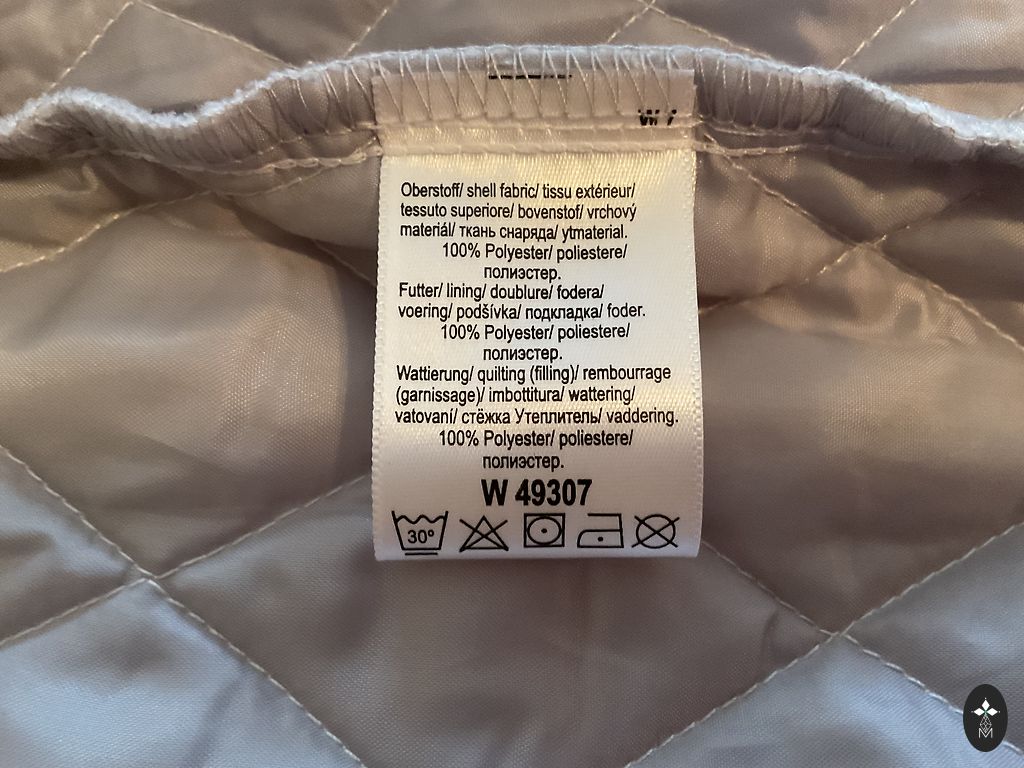 Oberstoff/ shell fabric/ tissu extérieur/
tessuto superiore/ bovenstof/ vrchový
materiál/ ткань снаряда/ ytmaterial.
100% Polyester/ poliestere/
полиэстер.
Futter/ lining/ doublure/ fodera/
voering/ podšívka/ подкладка/ foder.
100% Polyester/ poliestere/
полиэстер.
Wattierung/ quilting (filling)/ rembourrage
(garnissage)/ imbottitura/ wattering/
vatovaní/ стёжка Утеплитель/ vaddering.
100% Polyester/ poliestere/
полиэстер.
W 49307
30º
M